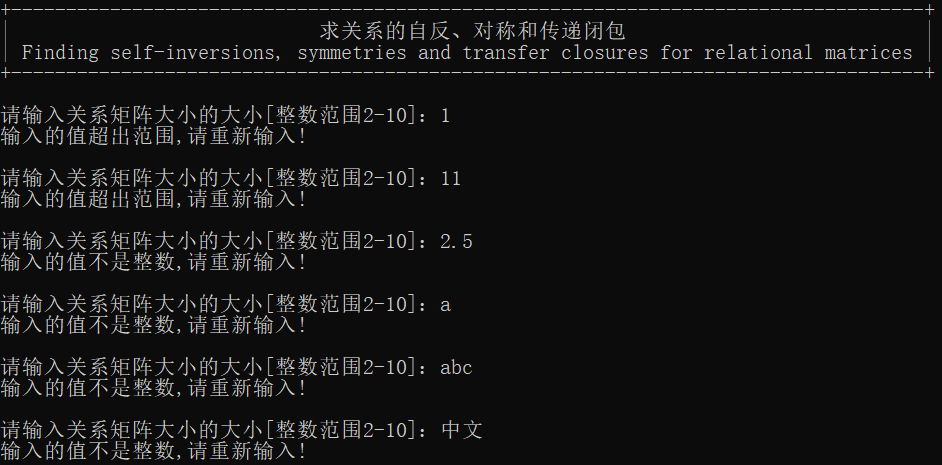 求关系的自反、对称和传递闭包
Finding self-inversions, symmetries and transfer closures for relational matrices
请输入关系矩阵大小的大小[整数范围2-10]: 1
输入的值超出范围,请重新输入!
请输入关系矩阵大小的大小[整数范围2-10]: 11
输入的值超出范围,请重新输入!
请输入关系矩阵大小的大小[整数范围2-10]: 2.5
输入的值不是整数,请重新输入!
请输入关系矩阵大小的大小[整数范围2-10]: a
输入的值不是整数,请重新输入!
请输入关系矩阵大小的大小[整数范围2-10]: abc
输入的值不是整数,请重新输入!
请输入关系矩阵大小的大小[整数范围2-10]: 中文
输入的值不是整数,请重新输入!